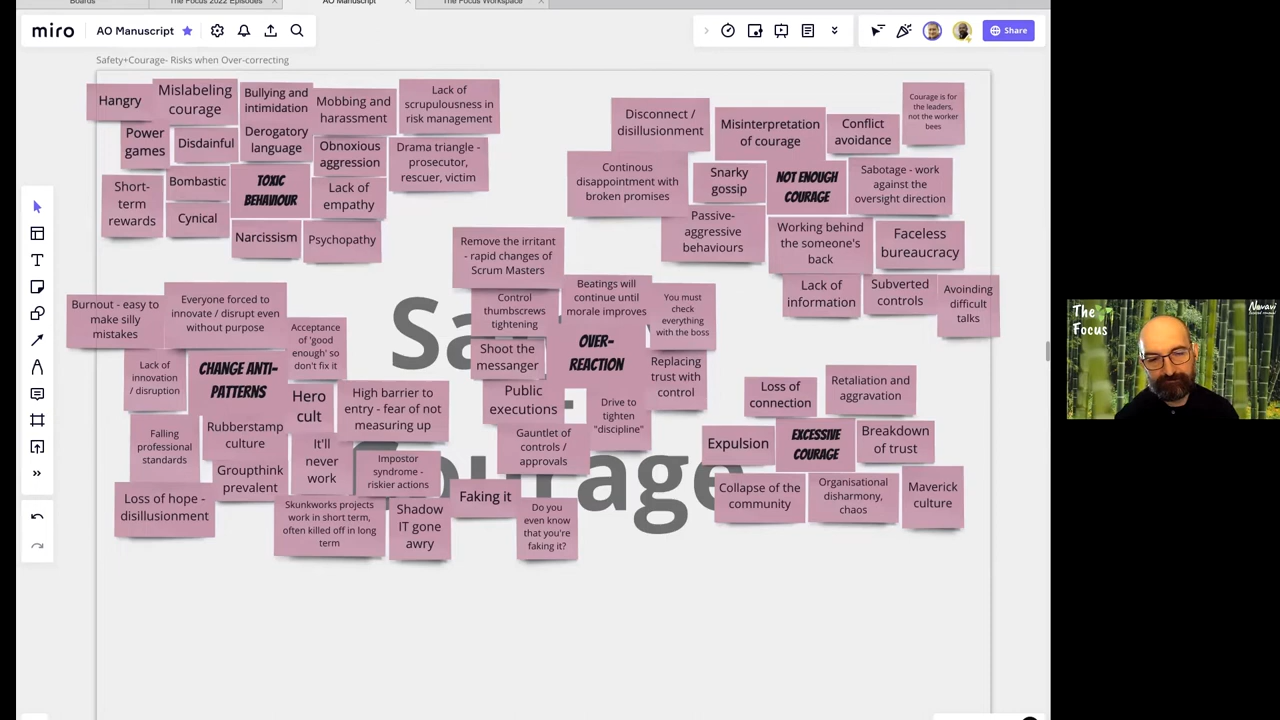 Boards
The Focus 2022 Episodes
AO Manuscript
The Focus Workspace
miro
AO Manuscript
Share
Safety+Courage- Risks when Over-correcting
Hangry
Mislabeling
courage
Bullying and
intimidation
Mobbing and
harassment
Lack of
scrupulousness in
risk management
Power
games
Disdainful
Derogatory
language
Obnoxious
aggression
Drama triangle -
prosecutor,
rescuer, victim
Short-
term
rewards
Bombastic
TOXIC
BEHAVIOUR
Lack of
empathy
Cynical
Narcissism
Psychopathy
Disconnect /
disillusionment
Misinterpretation
of courage
Conflict
avoidance
Courage is for
the leaders,
not the worker
bees
Continous
disappointment with
broken promises
Snarky
gossip
NOT ENOUGH
COURAGE
Sabotage - work
against the
oversight direction
Passive-
aggressive
behaviours
Working behind
the someone's
back
Faceless
bureaucracy
Lack of
information
Subverted
controls
Avoinding
difficult
talks
Remove the irritant
- rapid changes of
Scrum Masters
Control
thumbscrews
tightening
Beatings will
continue until
morale improves
You must
check
everything
with the boss
Shoot the
messanger
OVER-
REACTION
Replacing
trust with
control
Public
executions
Drive to
tighten
"discipline"
Gauntlet of
controls /
approvals
Burnout - easy to
make silly
mistakes
Everyone forced to
innovate / disrupt even
without purpose
Acceptance
of 'good
enough' so
don't fix it
Lack of
innovation
/ disruption
CHANGE ANTI-
PATTERNS
Hero
cult
High barrier to
entry - fear of not
measuring up
Falling
professional
standards
Rubberstamp
culture
It'll
never
work
Impostor
syndrome -
riskier actions
Groupthink
prevalent
Loss of hope -
disillusionment
Skunkworks projects
work in short term,
often killed off in long
term
Shadow
IT gone
awry
Faking it
Do you
even know
that you're
faking it?
Loss of
connection
Retaliation and
aggravation
Expulsion
EXCESSIVE
COURAGE
Breakdown
of trust
Collapse of the
community
Organisational
disharmony,
chaos
Maverick
culture
The
Focus